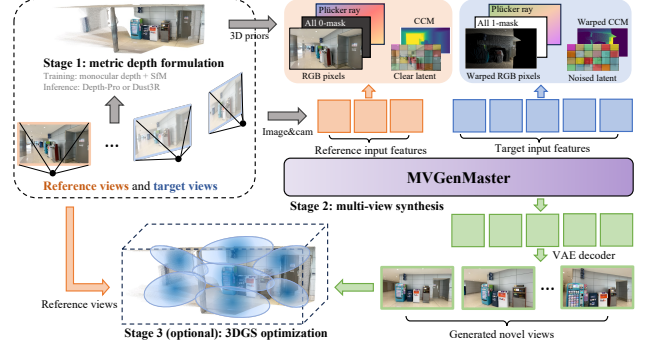 Stage 1: metric depth formulation
Training: monocular depth + SfM
Inference: Depth-Pro or Dust3R
...
Reference views and target views
3D priors
Image&cam
Plücker ray
All 0-mask
CCM
RGB pixels
Clear latent
Plücker ray
All 1-mask
Warped CCM
Warped RGB pixels
Noised latent
Reference input features
Target input features
MVGenMaster
Stage 2: multi-view synthesis
VAE decoder
Reference views
...
Stage 3 (optional): 3DGS optimization
Generated novel views